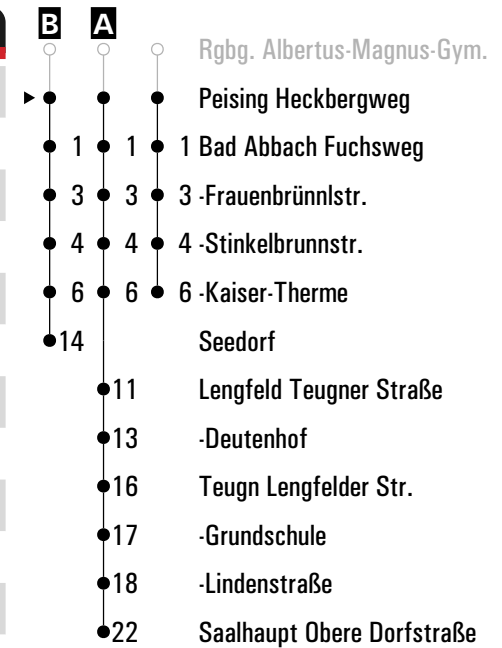 B A
Rgbg. Albertus-Magnus-Gym.
Peising Heckbergweg
1 1 1 Bad Abbach Fuchsweg
3 3 3 -Frauenbrünnlstr.
4 4 4 -Stinkelbrunnstr.
6 6 6 -Kaiser-Therme
14 Seedorf
11 Lengfeld Teugner Straße
13 -Deutenhof
16 Teugn Lengfelder Str.
17 -Grundschule
18 -Lindenstraße
22 Saalhaupt Obere Dorfstraße